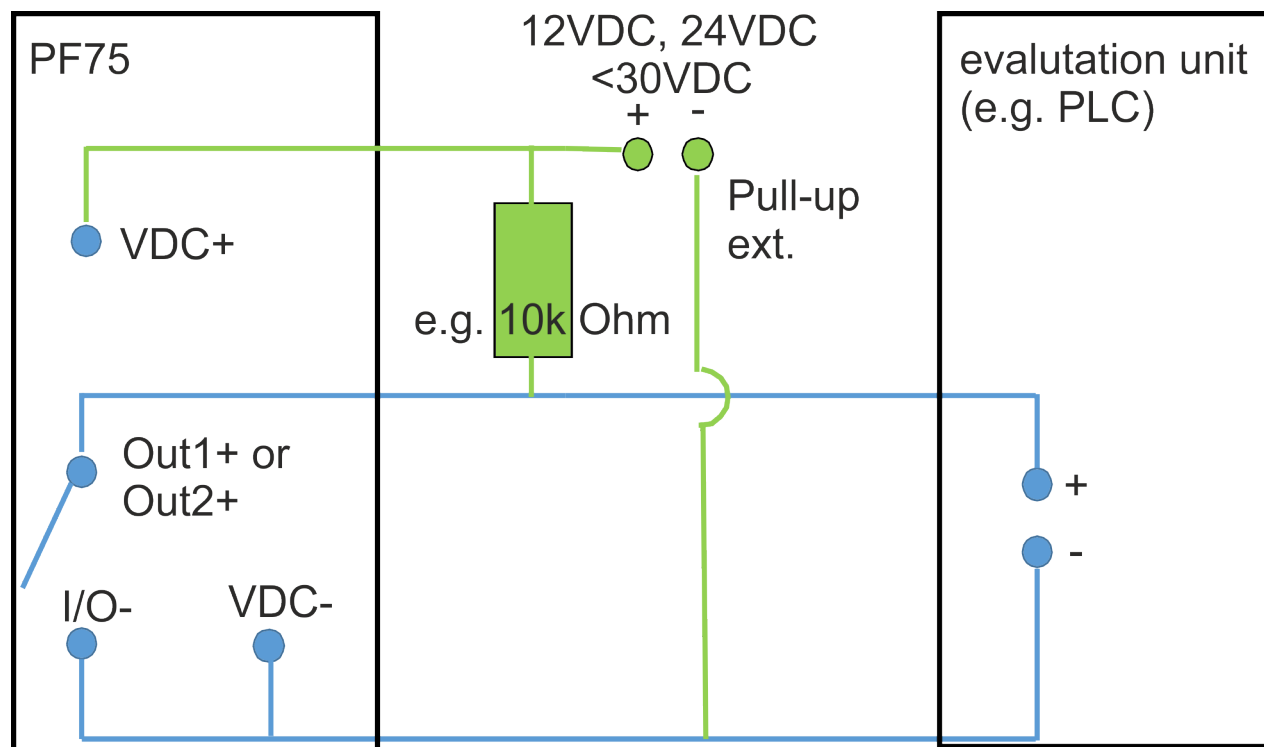 PF75
12VDC, 24VDC
<30VDC
+ -
evalutation unit
(e.g. PLC)
VDC+
Pull-up
ext.
e.g. 10k Ohm
Out1+ or
Out2+
+
-
I/O-
VDC-